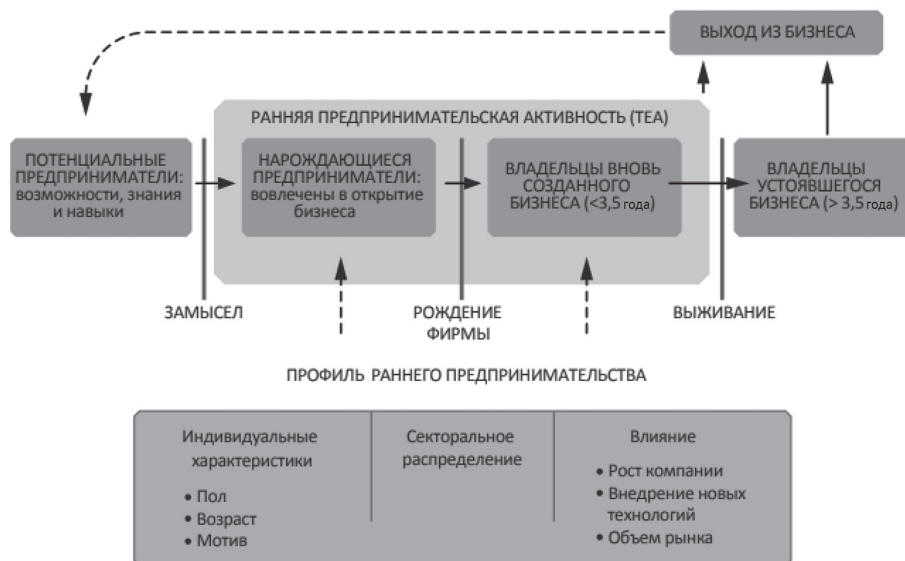 ВЫХОД ИЗ БИЗНЕСА
РАННЯЯ ПРЕДПРИНИМАТЕЛЬСКАЯ АКТИВНОСТЬ (TEA)
ПОТЕНЦИАЛЬНЫЕ
ПРЕДПРИНИМАТЕЛИ:
возможности, знания
и навыки
НАРОЖДАЮЩИЕСЯ
ПРЕДПРИНИМАТЕЛИ:
вовлечены в открытие
бизнеса
ВЛАДЕЛЬЦЫ ВНОВЬ
СОЗДАННОГО
БИЗНЕСА (<3,5 года)
ВЛАДЕЛЬЦЫ
УСТОЯВШЕГОСЯ
БИЗНЕСА (> 3,5 года)
ЗАМЫСЕЛ
РОЖДЕНИЕ
ФИРМЫ
ВЫЖИВАНИЕ
ПРОФИЛЬ РАННЕГО ПРЕДПРИНИМАТЕЛЬСТВА
Индивидуальные
характеристики
• Пол
• Возраст
• Мотив
Секторальное
распределение
Влияние
• Рост компании
• Внедрение новых
технологий
• Объем рынка